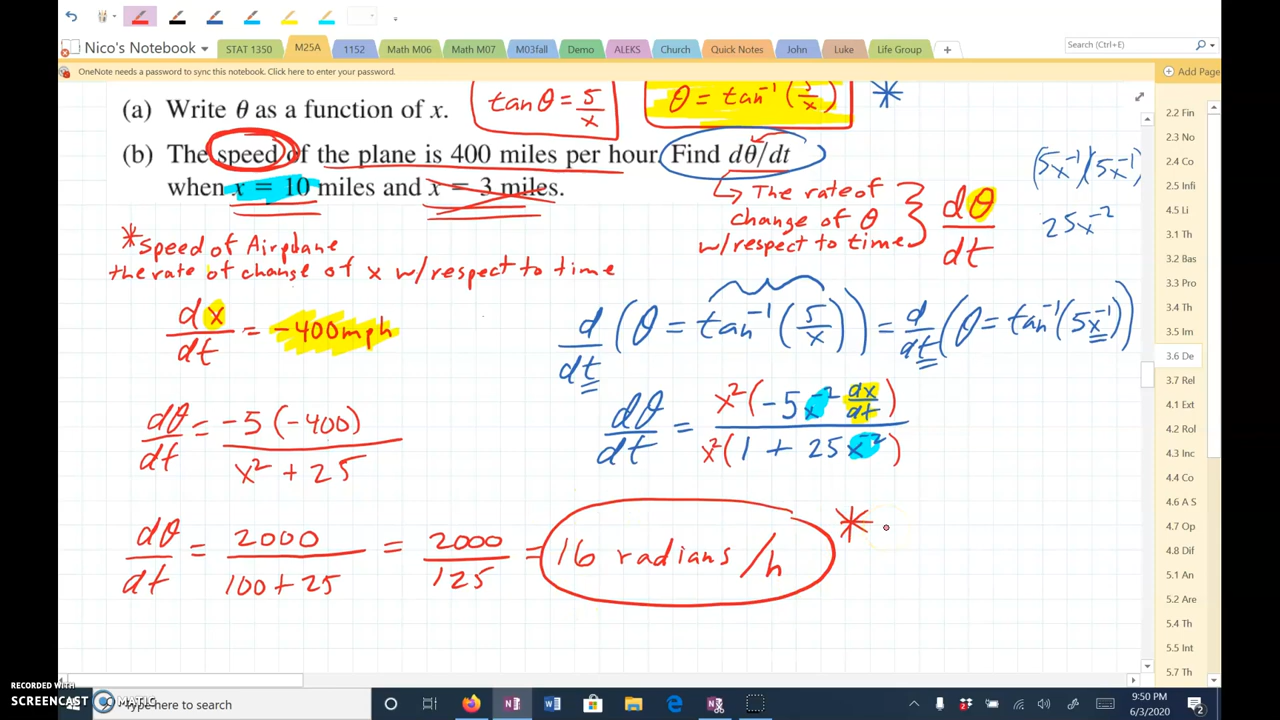 Nico's Notebook
STAT 1350
M25A
1152
Math M06
Math M07
M03fall
Demo
ALEKS
Church
Quick Notes
John
Luke
Life Group
+
Search (Ctrl+E)
OneNote needs a password to sync this notebook. Click here to enter your password.
Add Page
(a) Write θ as a function of x.
tan θ = 5/x
θ = tan⁻¹(5/x)
*
(b) The speed of the plane is 400 miles per hour. Find dθ/dt
when x = 10 miles and x = 3 miles.
The rate of
change of θ
w/respect to time
dθ/dt
(5x⁻¹)(5x⁻¹)
25x⁻²
*Speed of Airplane
the rate of change of x w/respect to time
dx/dt = -400mph
d/dt (θ = tan⁻¹(5/x)) = d/dt (θ = tan⁻¹(5x⁻¹))
dθ/dt = x²(-5x⁻² dx/dt) / x²(1 + 25x⁻²)
dθ/dt = -5(-400) / x² + 25
dθ/dt = 2000 / 100+25 = 2000/125 = 16 radians/h
*
2.2 Fin
2.3 No
2.4 Co
2.5 Infi
4.5 Li
3.1 Th
3.2 Bas
3.3 Pro
3.4 Th
3.5 Im
3.6 De
3.7 Rel
4.1 Ext
4.2 Rol
4.3 Inc
3.5 Im
4.4 Co
4.6 A S
4.7 Op
4.8 Dif
5.1 An
5.2 Are
5.4 Th
5.5 Int
5.7 Th
RECORDED WITH
SCREENCAST MATIC
Type here to search
9:50 PM
6/3/2020
2